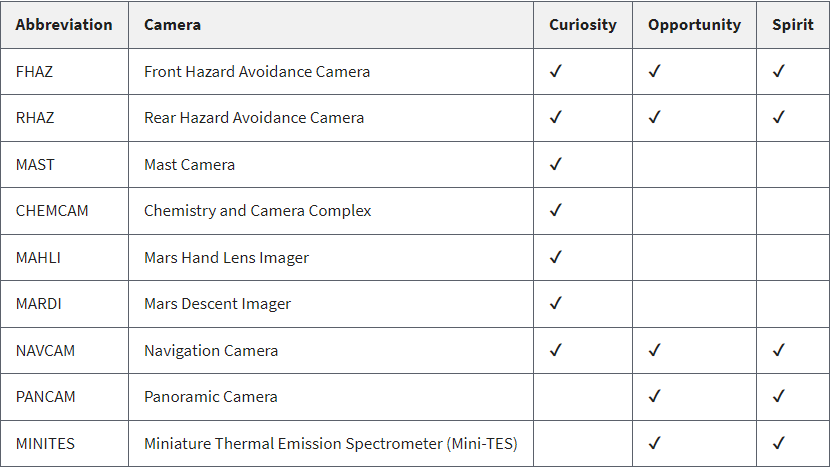 Abbreviation Camera Curiosity Opportunity Spirit
FHAZ Front Hazard Avoidance Camera ✓ ✓ ✓
RHAZ Rear Hazard Avoidance Camera ✓ ✓ ✓
MAST Mast Camera ✓
CHEMCAM Chemistry and Camera Complex ✓
MAHLI Mars Hand Lens Imager ✓
MARDI Mars Descent Imager ✓
NAVCAM Navigation Camera ✓ ✓ ✓
PANCAM Panoramic Camera ✓ ✓
MINITES Miniature Thermal Emission Spectrometer (Mini-TES) ✓ ✓